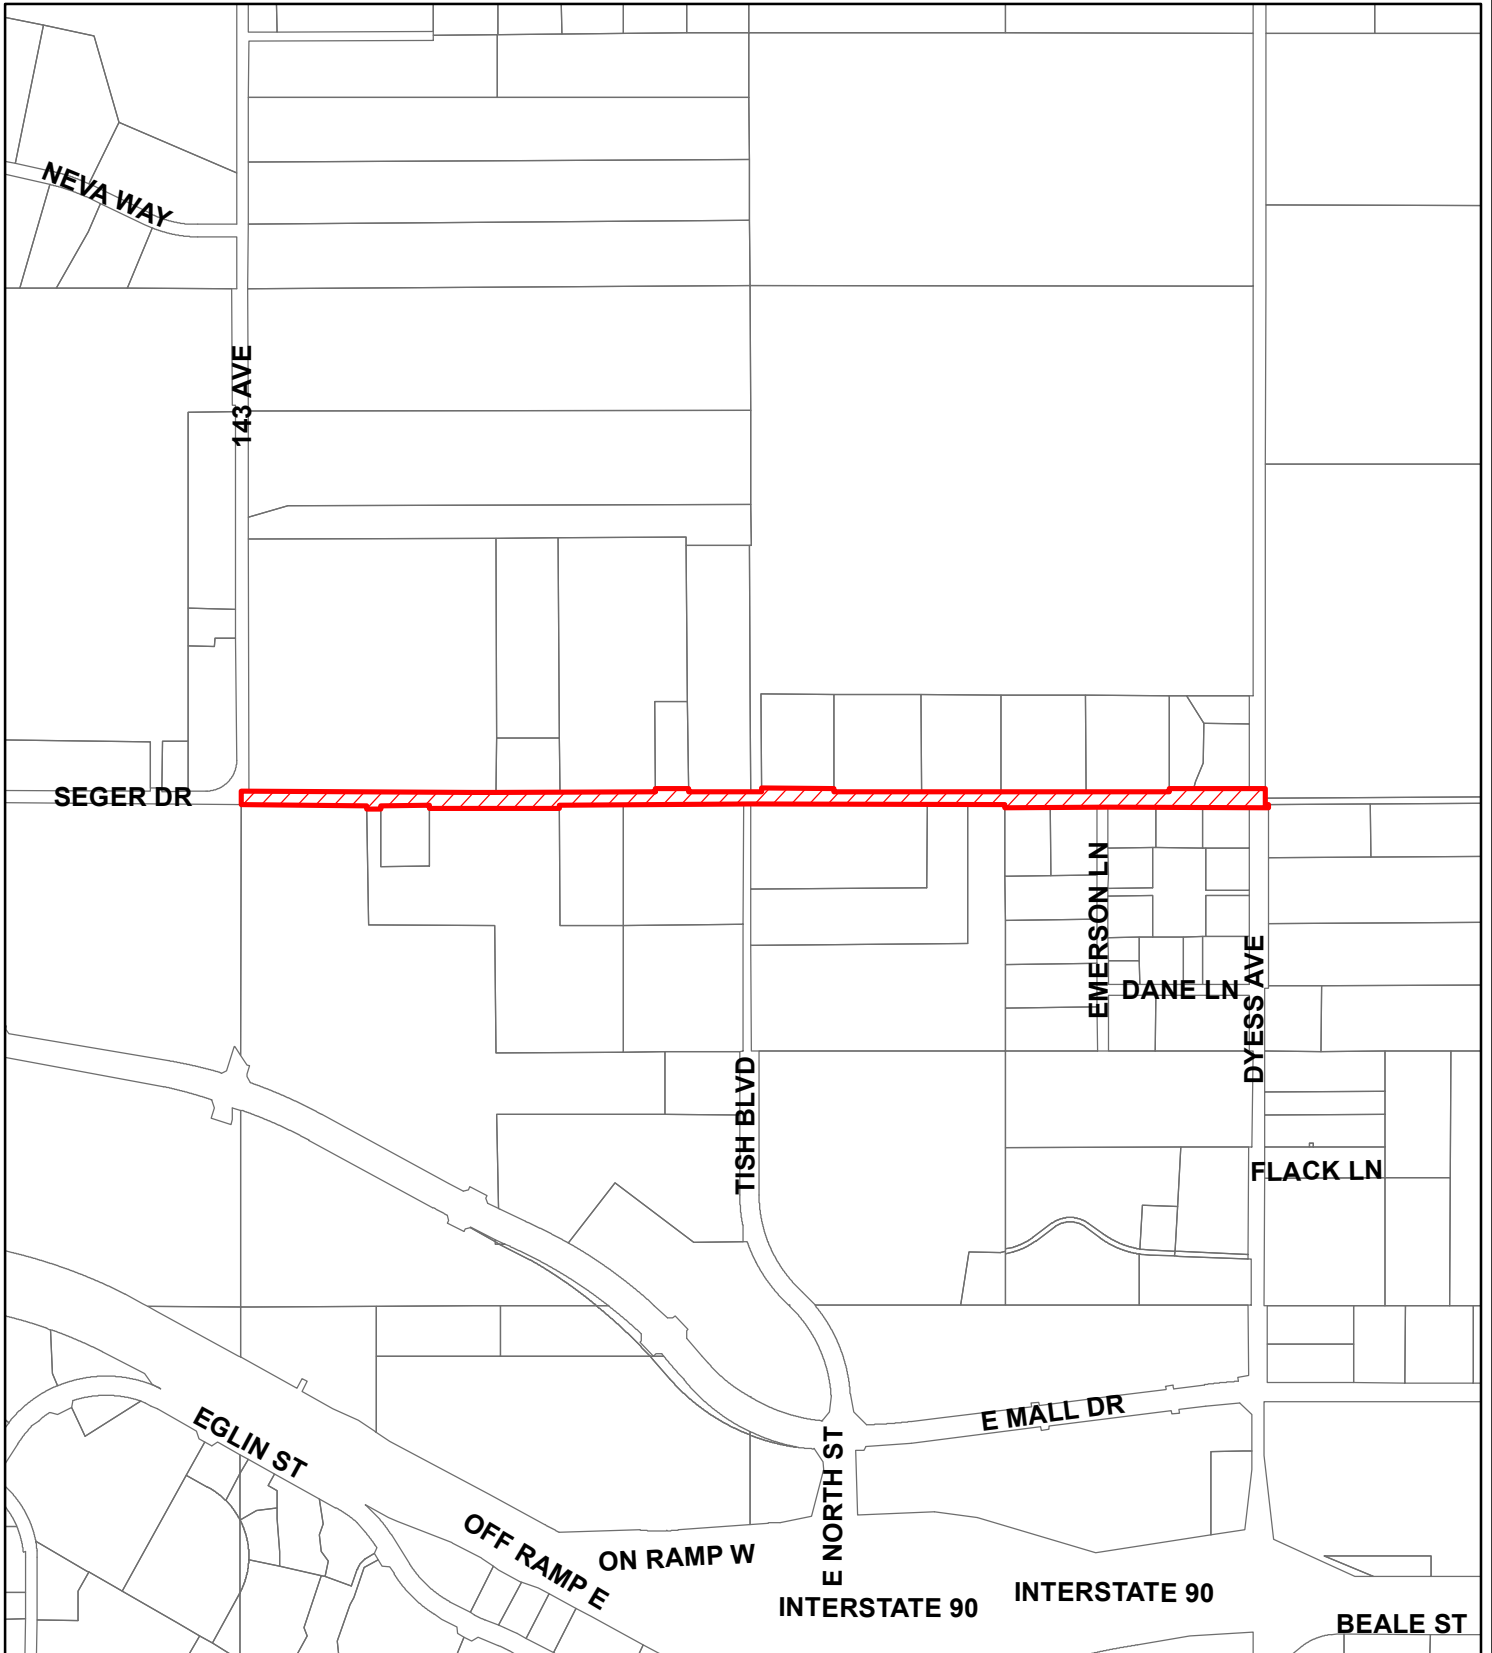 NEVA WAY
143 AVE
SEGER DR
EMERSON LN
DANE LN
DYESS AVE
TISH BLVD
FLACK LN
E MALL DR
EGLIN ST
E NORTH ST
OFF RAMP E
ON RAMP W
INTERSTATE 90
INTERSTATE 90
BEALE ST